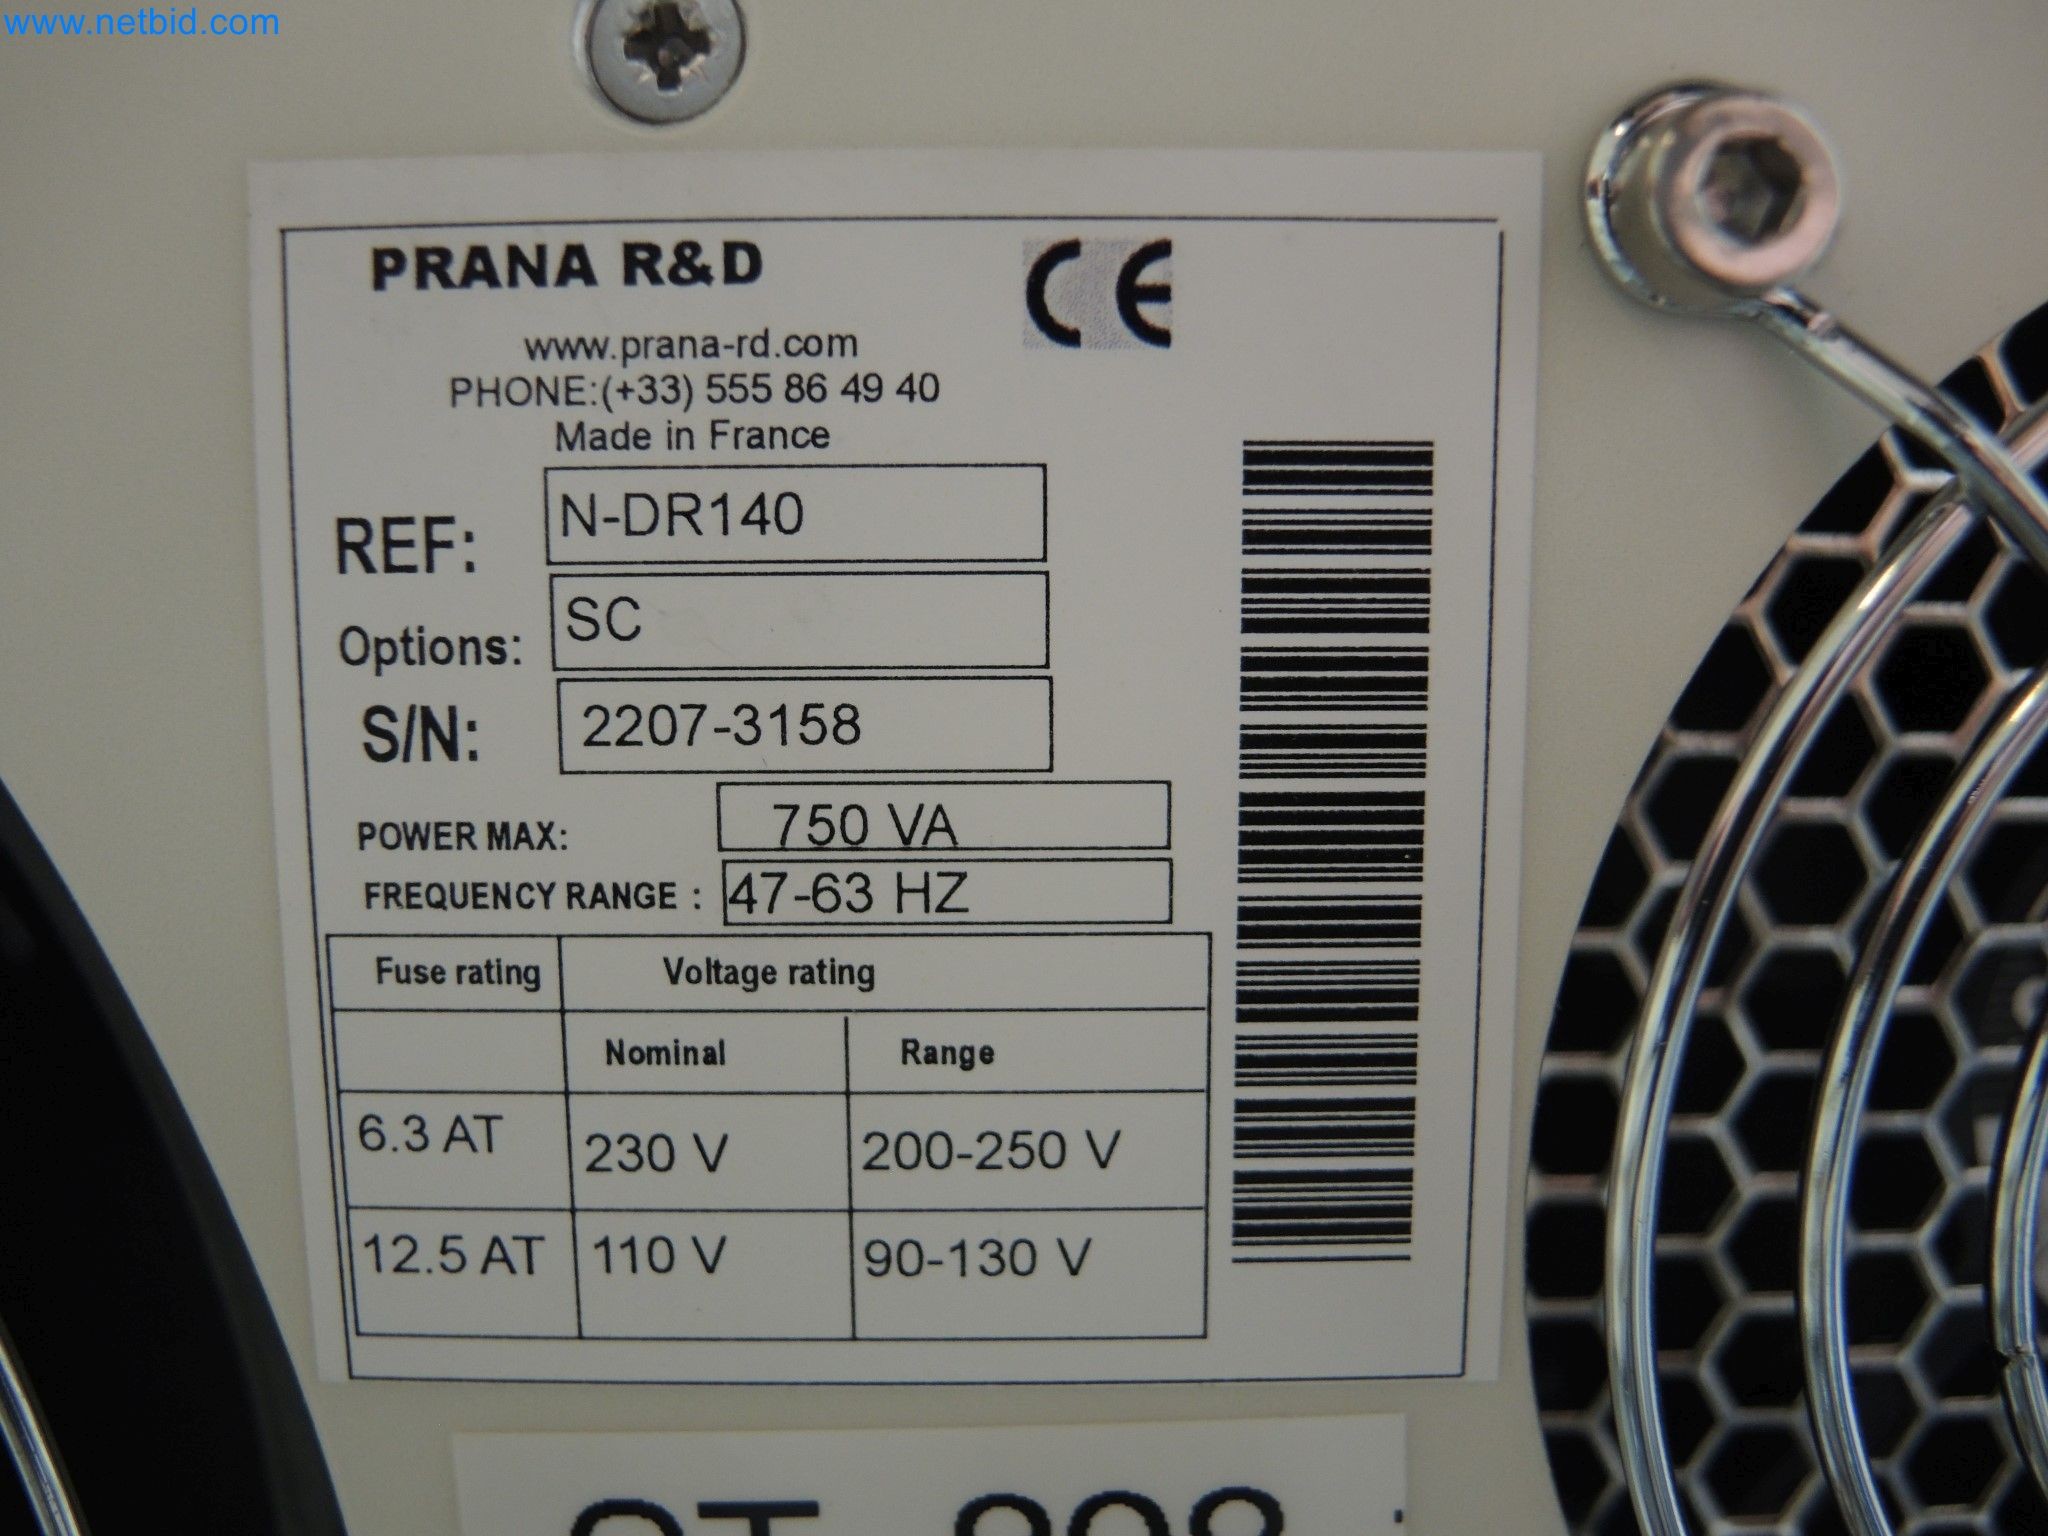 www.netbid.com
PRANA R&D
CE
www.prana-rd.com
PHONE:(+33) 555 86 49 40
Made in France
REF: N-DR140
Options: SC
S/N: 2207-3158
POWER MAX: 750 VA
FREQUENCY RANGE : 47-63 HZ
Fuse rating Voltage rating
Nominal Range
6.3 AT 230 V 200-250 V
12.5 AT 110 V 90-130 V